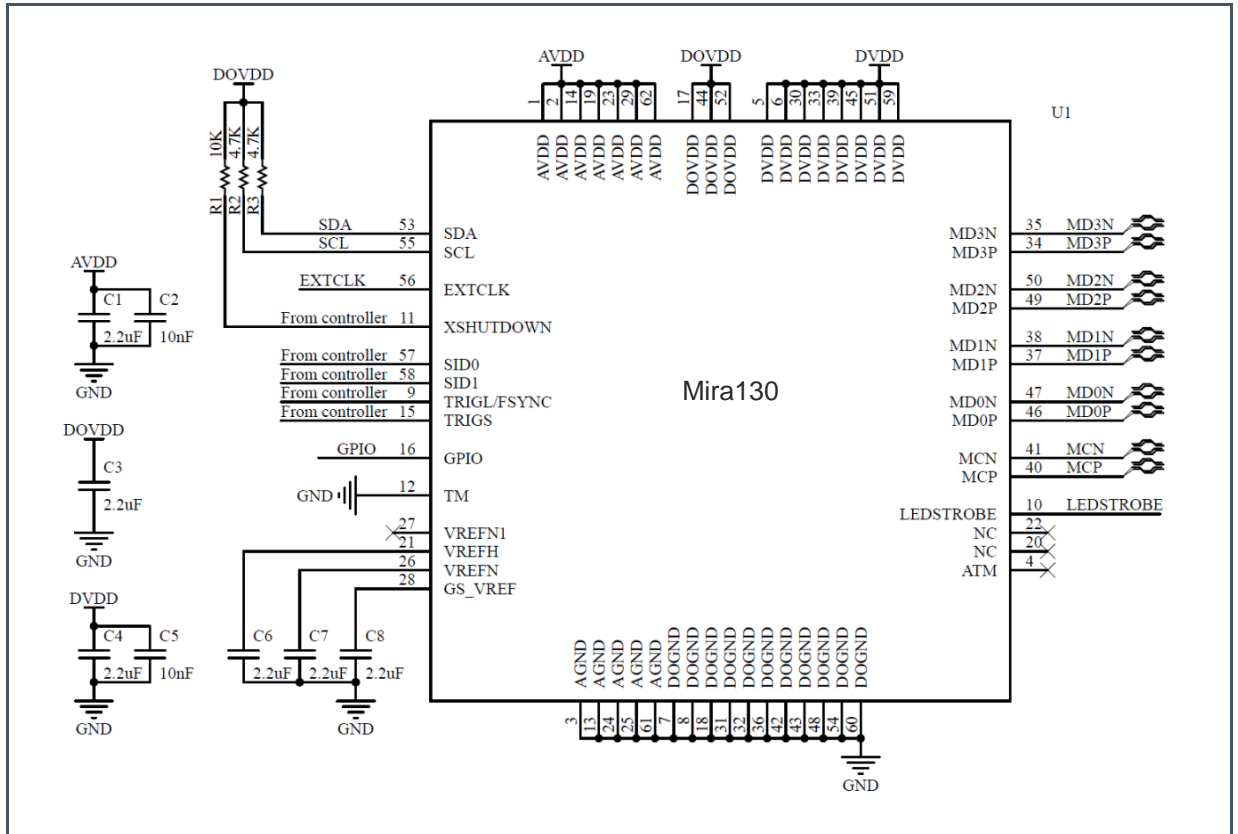 AVDD
DOVDD
DVDD
DOVDD
1
2
14
19
23
29
62
17
44
52
5
6
30
33
39
45
51
59
U1
10K
4.7K
4.7K
R1
R2
R3
AVDD
AVDD
AVDD
AVDD
AVDD
AVDD
AVDD
DOVDD
DOVDD
DOVDD
DVDD
DVDD
DVDD
DVDD
DVDD
DVDD
DVDD
DVDD
SDA 53 SDA
SCL 55 SCL
EXTCLK 56 EXTCLK
From controller 11 XSHUTDOWN
From controller 57 SID0
From controller 58 SID1
From controller 9 TRIGL/FSYNC
From controller 15 TRIGS
GPIO 16 GPIO
GND 12 TM
27 VREFN1
21 VREFH
26 VREFN
28 GS_VREF
Mira130
MD3N 35 MD3N
MD3P 34 MD3P
MD2N 50 MD2N
MD2P 49 MD2P
MD1N 38 MD1N
MD1P 37 MD1P
MD0N 47 MD0N
MD0P 46 MD0P
MCN 41 MCN
MCP 40 MCP
LEDSTROBE 10 LEDSTROBE
NC 22
NC 20
ATM 4
AVDD
C1 C2
2.2uF 10nF
GND
DOVDD
C3
2.2uF
GND
DVDD
C4 C5
2.2uF 10nF
GND
C6 C7 C8
2.2uF 2.2uF 2.2uF
GND
AGND
AGND
AGND
AGND
AGND
DOGND
DOGND
DOGND
DOGND
DOGND
DOGND
DOGND
DOGND
DOGND
DOGND
DOGND
3
13
24
25
61
7
8
18
31
32
36
42
43
48
54
60
GND